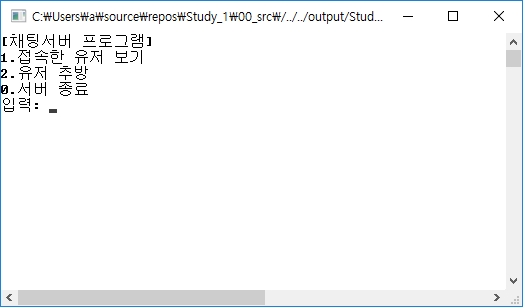 C:₩Users₩a₩source₩repos₩Study_1₩00_src₩/../../output/Stud...
[채팅서버 프로그램]
1.접속한 유저 보기
2.유저 추방
0.서버 종료
입력: _